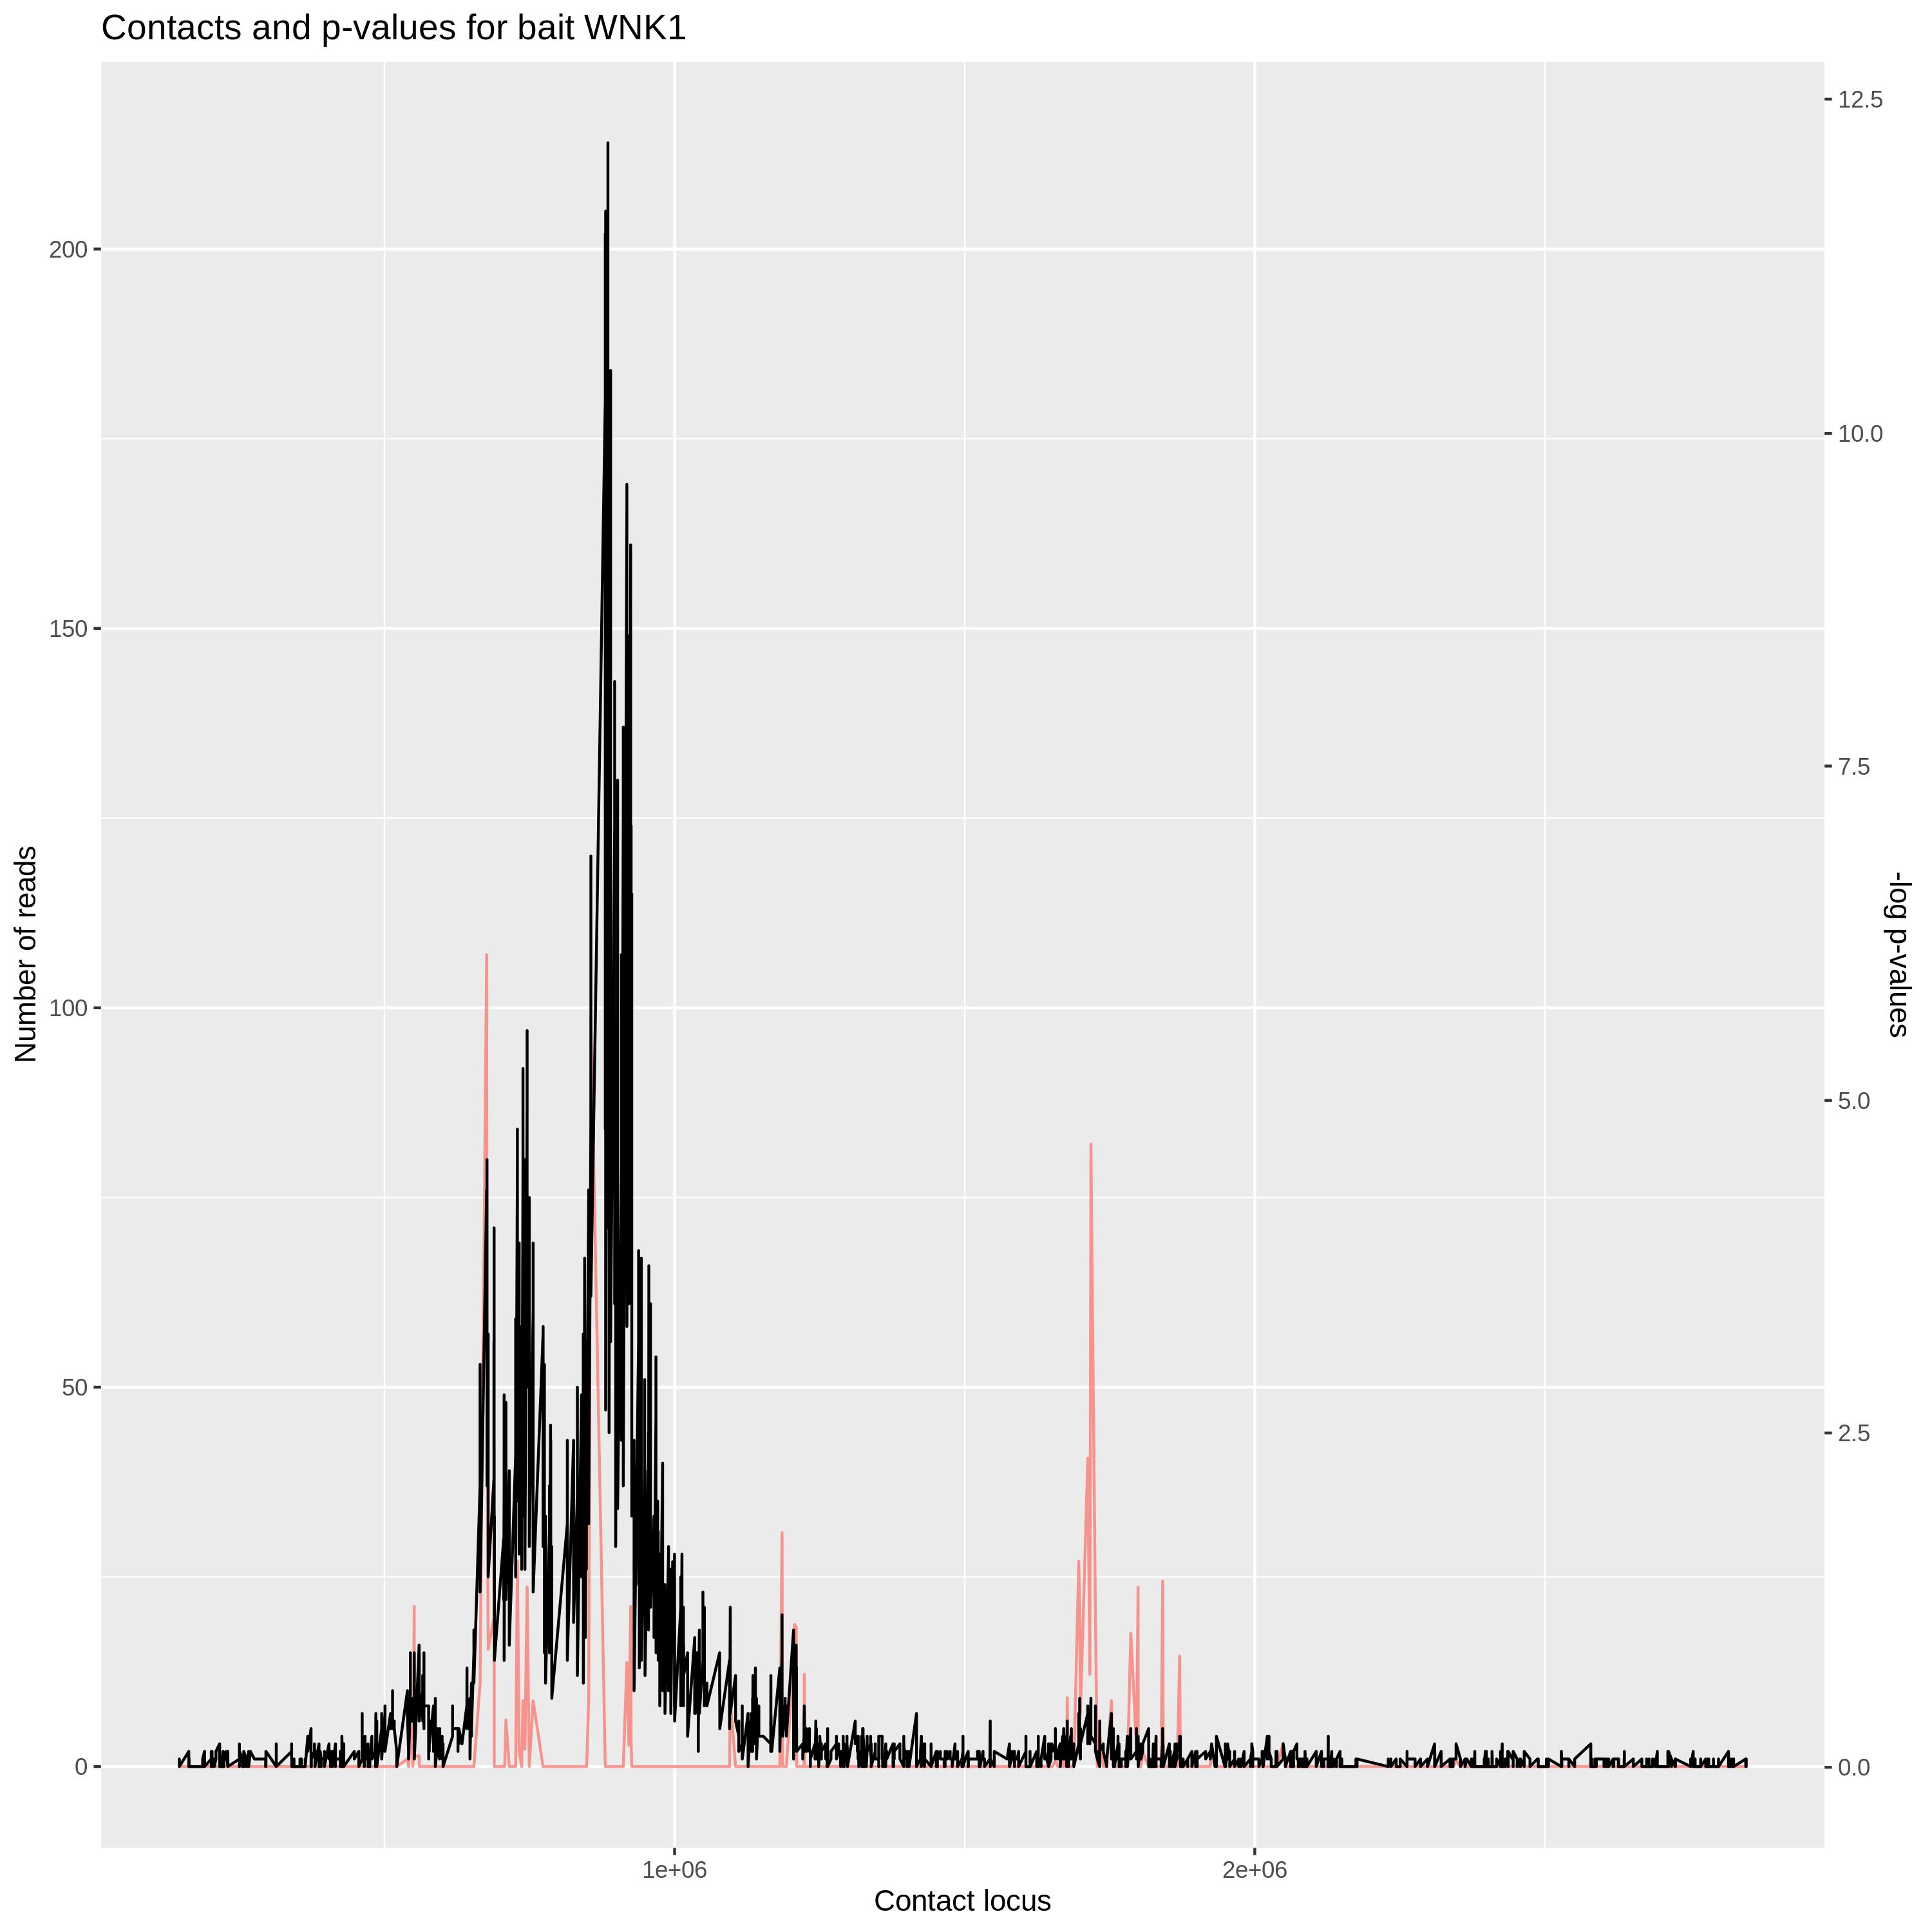 Contacts and p-values for bait WNK1
12.5
200
10.0
150
7.5
Number of reads
-log p-values
100
5.0
50
2.5
0
0.0
1e+06
2e+06
Contact locus